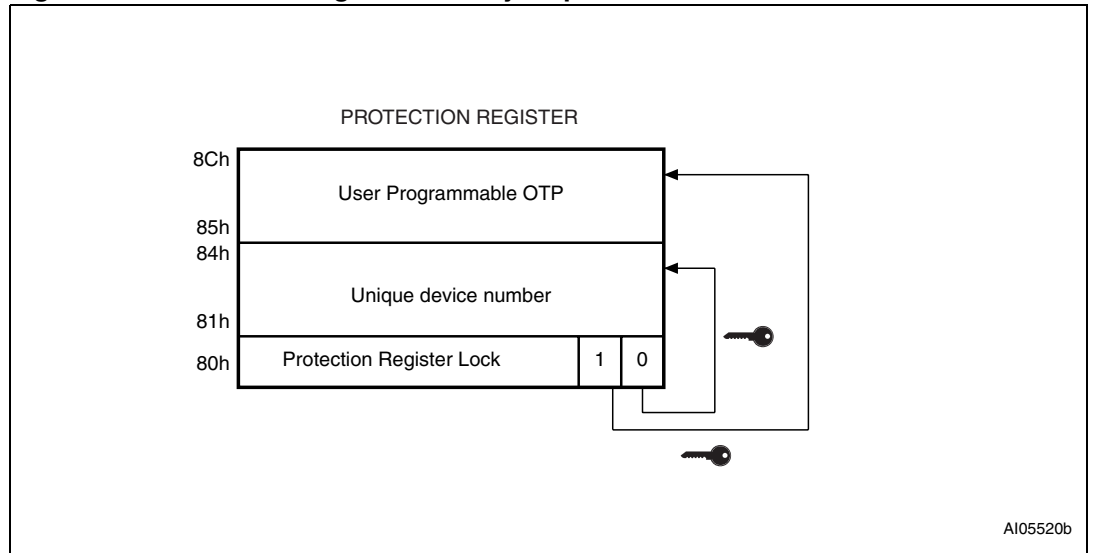 PROTECTION REGISTER
8Ch
User Programmable OTP
85h
84h
Unique device number
81h
80h
Protection Register Lock
1
0
AI05520b